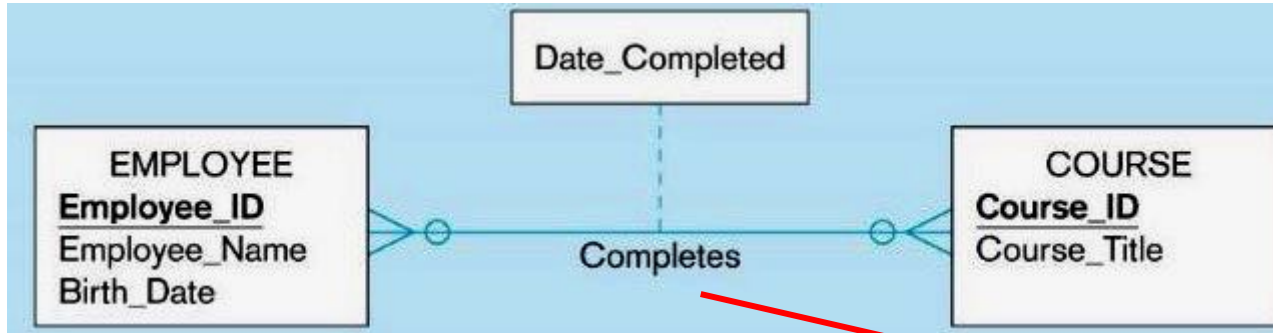 Date_Completed
EMPLOYEE
Employee_ID
Employee_Name
Birth_Date
Completes
COURSE
Course_ID
Course_Title